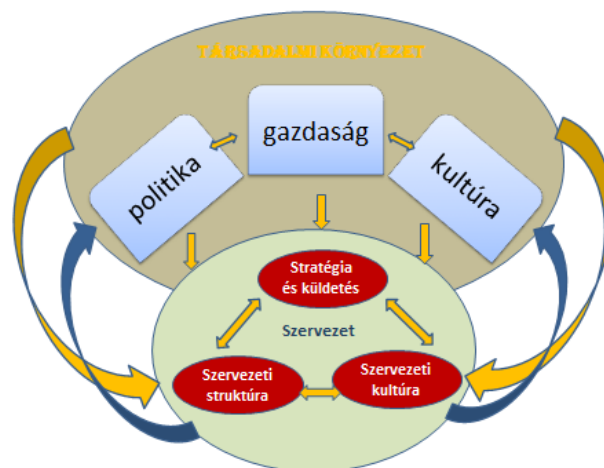 TÁRSADALMI KÖRNYEZET
politika
gazdaság
kultúra
Stratégia
és küldetés
Szervezet
Szervezeti
struktúra
Szervezeti
kultúra